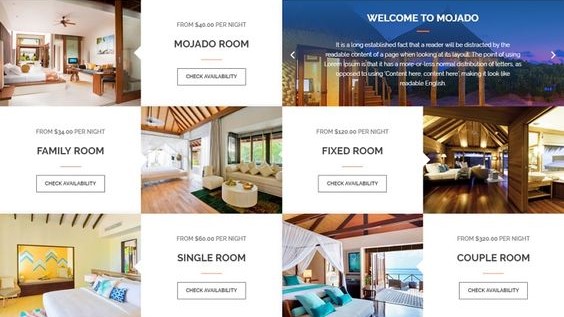 FROM $40.00 PER NIGHT
MOJADO ROOM
CHECK AVAILABILITY
WELCOME TO MOJADO
It is a long established fact that a reader will be distracted by the
readable content of a page when looking at its layout. The point of using
Lorem Ipsum is that it has a more-or-less normal distribution of letters, as
opposed to using 'Content here, content here', making it look like
readable English.
FROM $34.00 PER NIGHT
FAMILY ROOM
CHECK AVAILABILITY
FROM $120.00 PER NIGHT
FIXED ROOM
CHECK AVAILABILITY
FROM $60.00 PER NIGHT
SINGLE ROOM
CHECK AVAILABILITY
FROM $320.00 PER NIGHT
COUPLE ROOM
CHECK AVAILABILITY